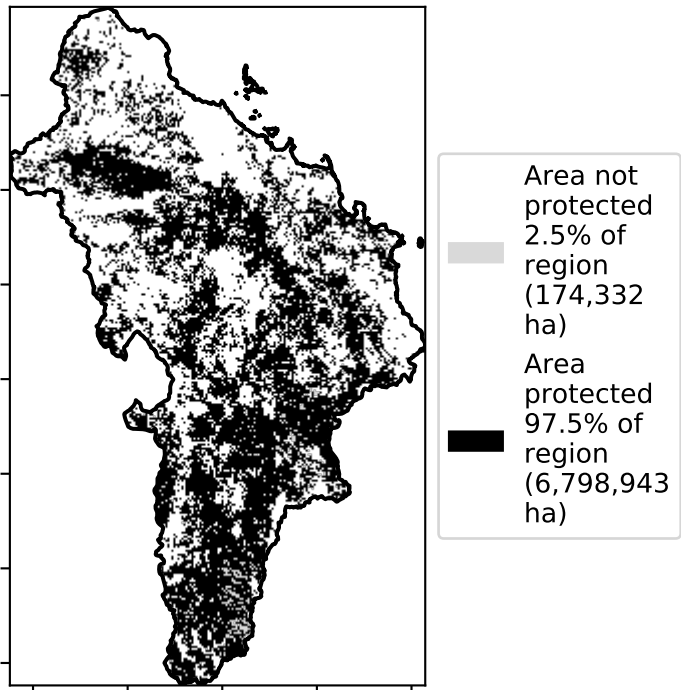 Area not
protected
2.5% of
region
(174,332
ha)
Area
protected
97.5% of
region
(6,798,943
ha)